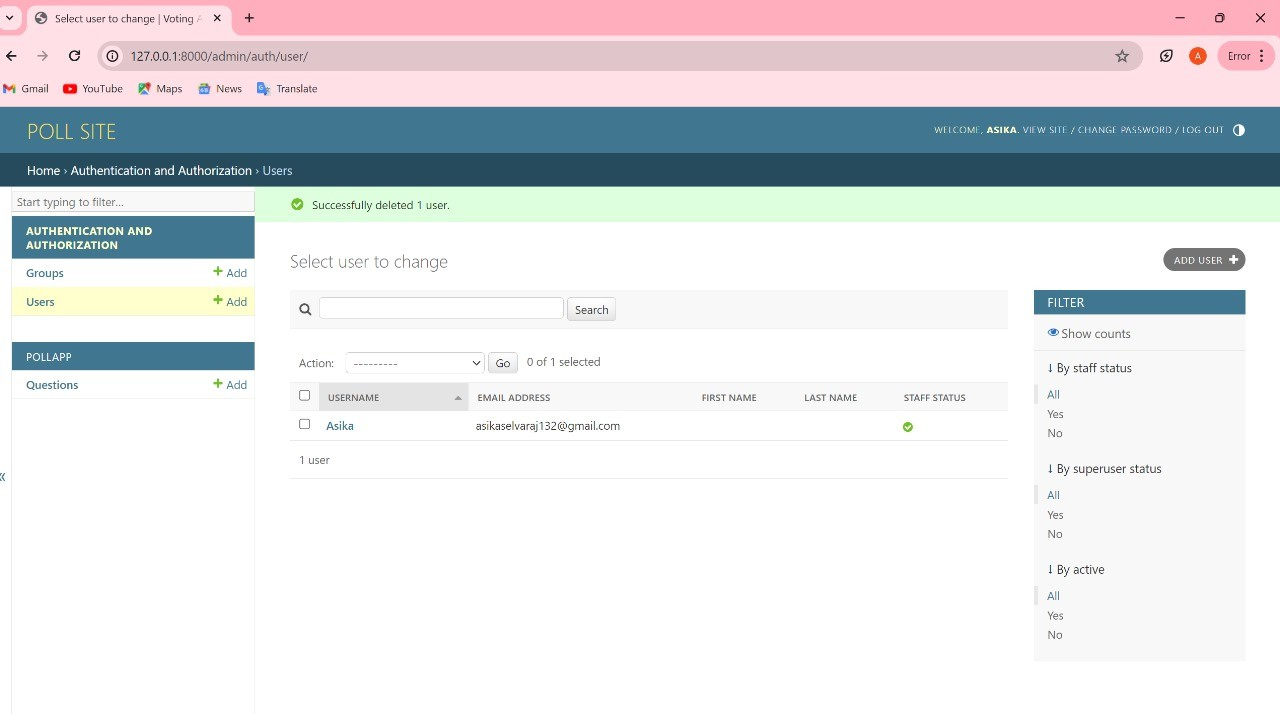 Select user to change | Voting A
127.0.0.1:8000/admin/auth/user/
A
Error
Gmail
YouTube
Maps
News
Translate
POLL SITE
WELCOME, ASIKA. VIEW SITE / CHANGE PASSWORD / LOG OUT
Home › Authentication and Authorization › Users
Start typing to filter...
AUTHENTICATION AND
AUTHORIZATION
Groups + Add
Users + Add
POLLAPP
Questions + Add
«
Successfully deleted 1 user.
Select user to change
ADD USER +
Search
Action: --------- Go 0 of 1 selected
USERNAME EMAIL ADDRESS FIRST NAME LAST NAME STAFF STATUS
Asika asikaselvaraj132@gmail.com
1 user
FILTER
Show counts
↓ By staff status
All
Yes
No
↓ By superuser status
All
Yes
No
↓ By active
All
Yes
No